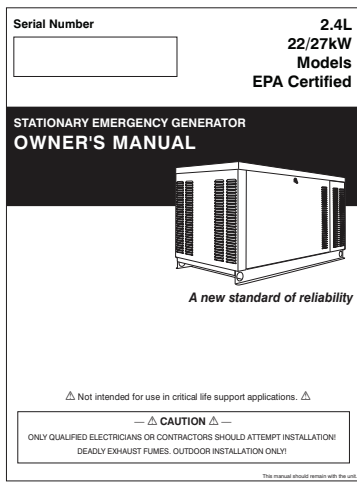 Serial Number
2.4L
22/27kW
Models
EPA Certified
STATIONARY EMERGENCY GENERATOR
OWNER'S MANUAL
A new standard of reliability
⚠ Not intended for use in critical life support applications. ⚠
— ⚠ CAUTION ⚠ —
ONLY QUALIFIED ELECTRICIANS OR CONTRACTORS SHOULD ATTEMPT INSTALLATION!
DEADLY EXHAUST FUMES. OUTDOOR INSTALLATION ONLY!
This manual should remain with the unit.